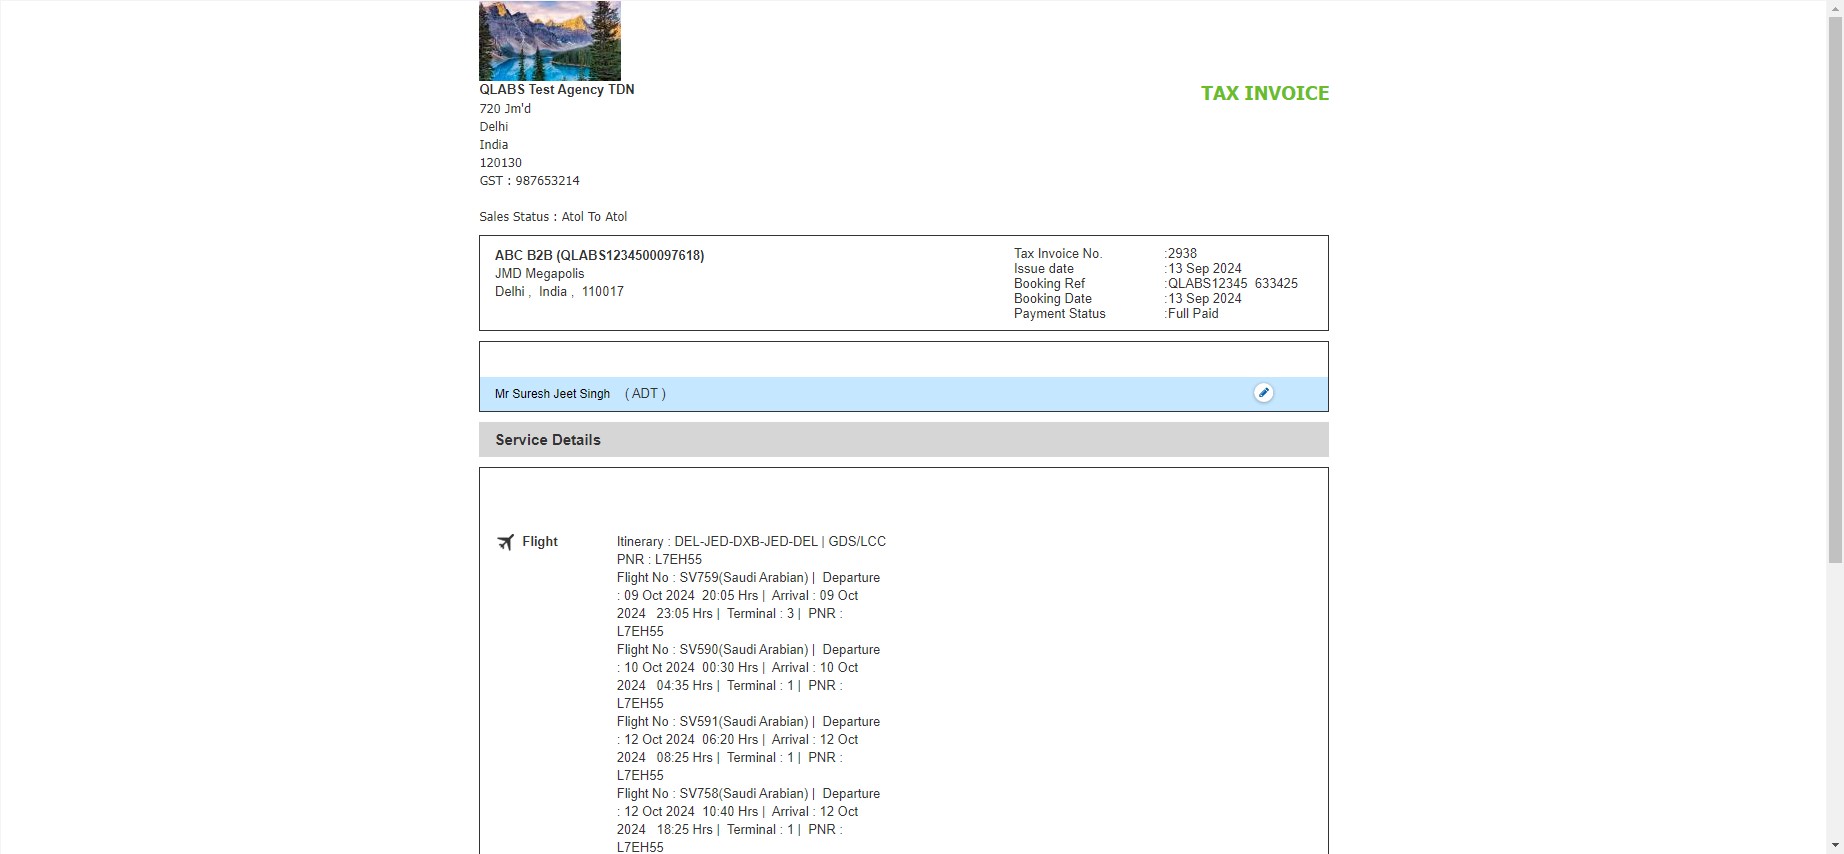 QLABS Test Agency TDN
720 Jm'd
Delhi
India
120130
GST : 987653214
TAX INVOICE
Sales Status : Atol To Atol
ABC B2B (QLABS1234500097618)
JMD Megapolis
Delhi , India , 110017
Tax Invoice No. :2938
Issue date :13 Sep 2024
Booking Ref :QLABS12345 633425
Booking Date :13 Sep 2024
Payment Status :Full Paid
Mr Suresh Jeet Singh ( ADT )
Service Details
Flight
Itinerary : DEL-JED-DXB-JED-DEL | GDS/LCC
PNR : L7EH55
Flight No : SV759(Saudi Arabian) | Departure
: 09 Oct 2024 20:05 Hrs | Arrival : 09 Oct
2024 23:05 Hrs | Terminal : 3 | PNR :
L7EH55
Flight No : SV590(Saudi Arabian) | Departure
: 10 Oct 2024 00:30 Hrs | Arrival : 10 Oct
2024 04:35 Hrs | Terminal : 1 | PNR :
L7EH55
Flight No : SV591(Saudi Arabian) | Departure
: 12 Oct 2024 06:20 Hrs | Arrival : 12 Oct
2024 08:25 Hrs | Terminal : 1 | PNR :
L7EH55
Flight No : SV758(Saudi Arabian) | Departure
: 12 Oct 2024 10:40 Hrs | Arrival : 12 Oct
2024 18:25 Hrs | Terminal : 1 | PNR :
L7EH55